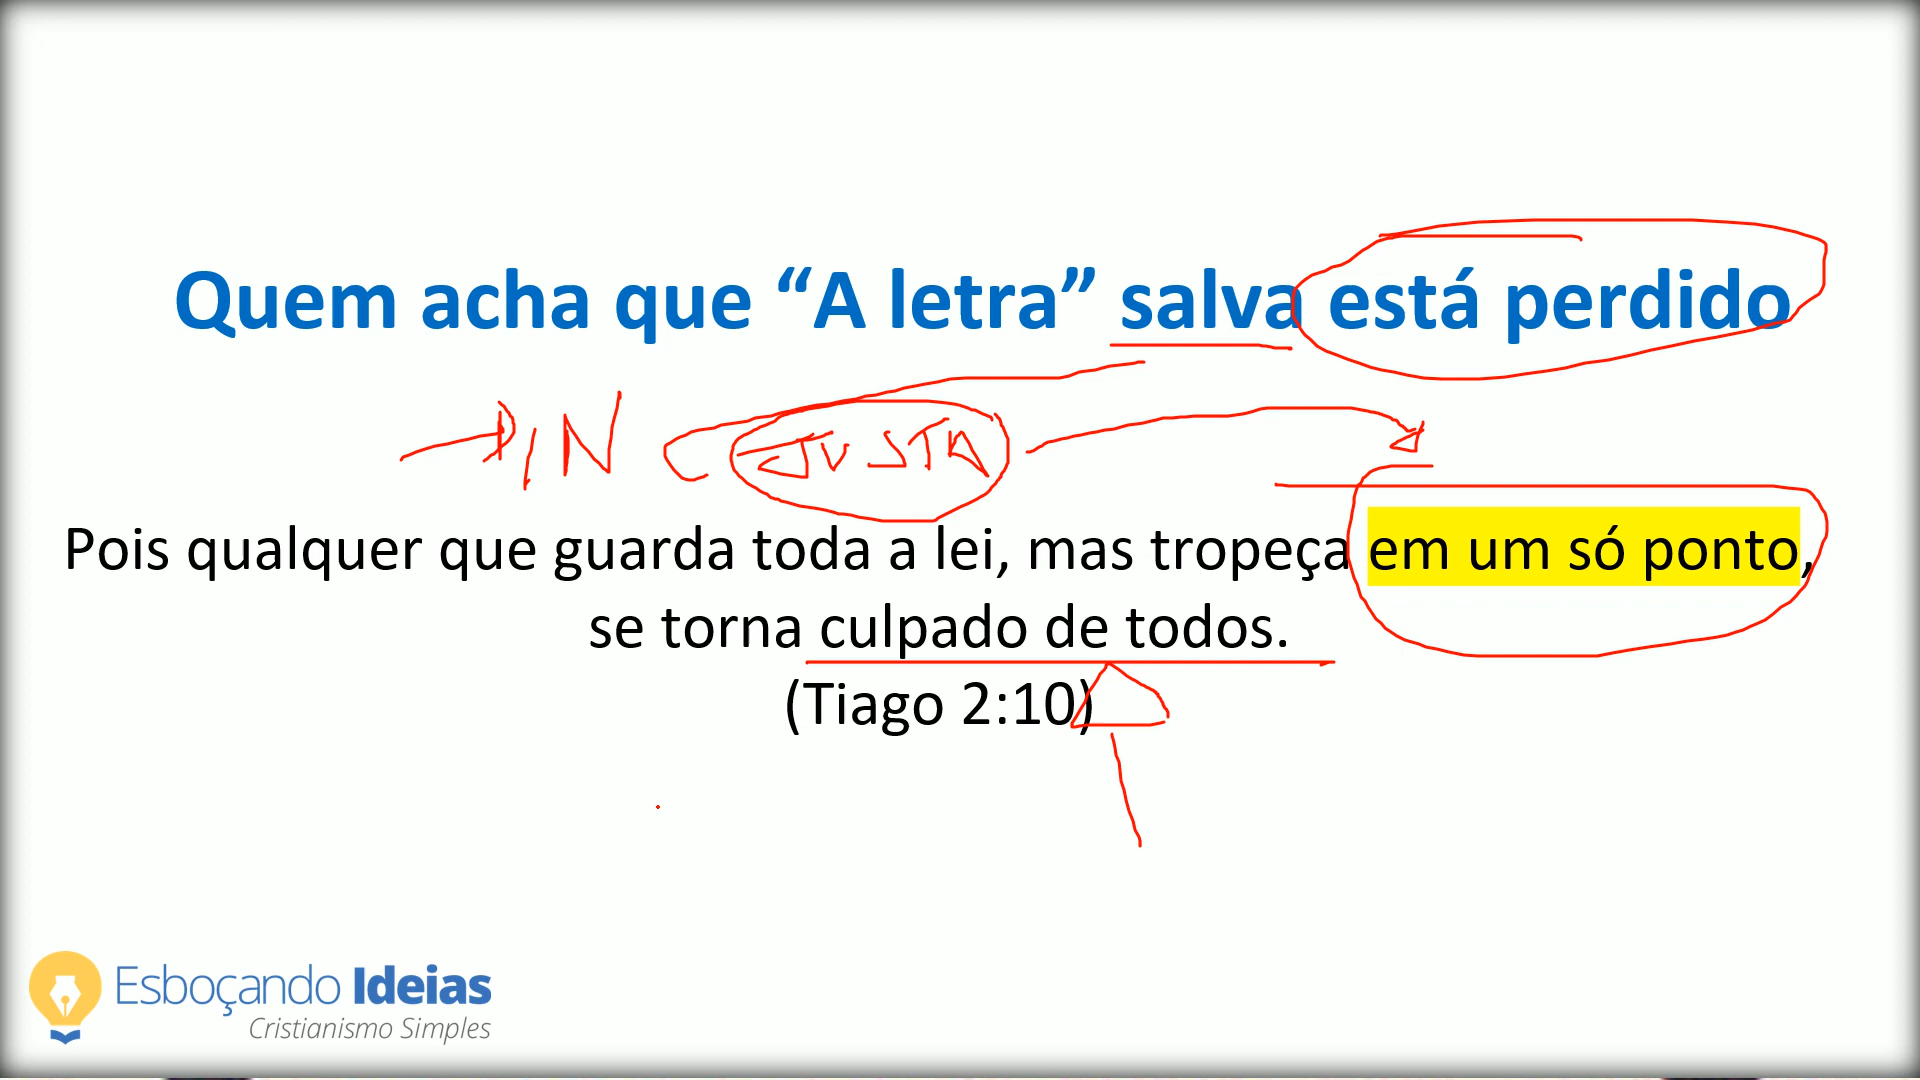 Quem acha que “A letra” salva está perdido
JUSTA
Pois qualquer que guarda toda a lei, mas tropeça em um só ponto,
se torna culpado de todos.
(Tiago 2:10)
Esboçando Ideias
Cristianismo Simples